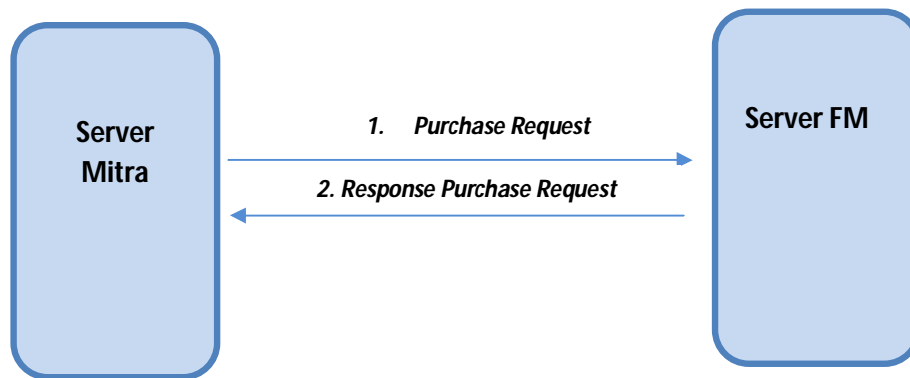 Server
Mitra
1. Purchase Request
Server FM
2. Response Purchase Request